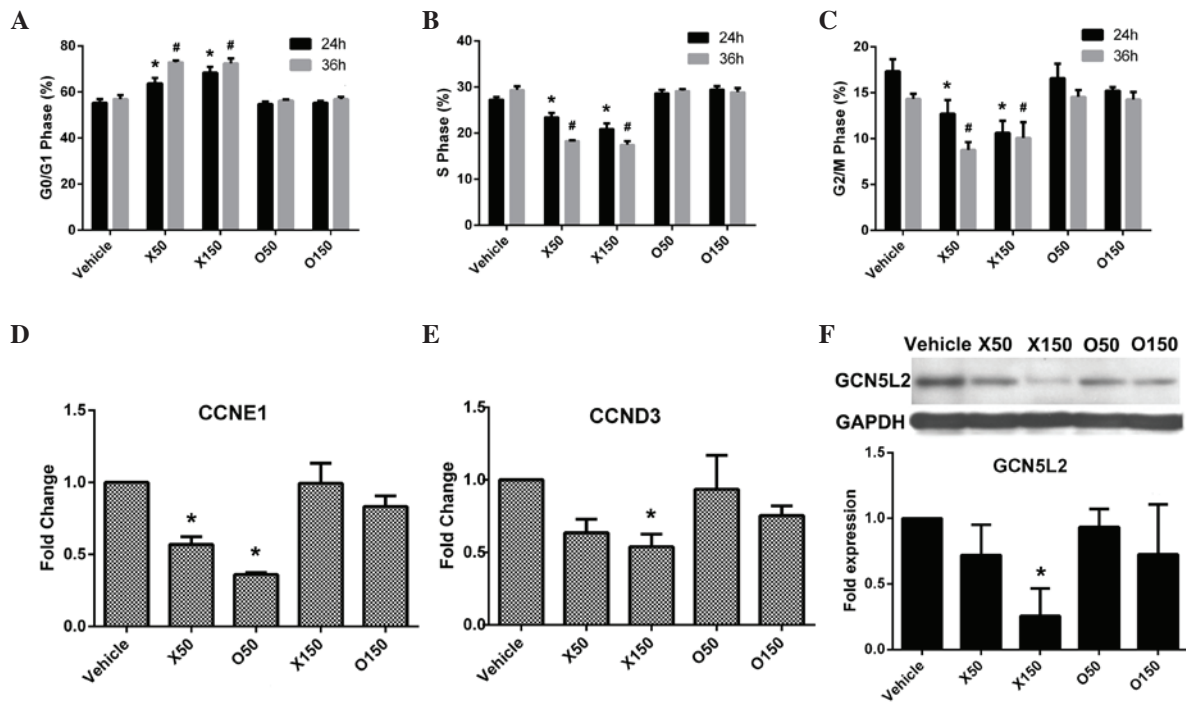 A
G0/G1 Phase (%)
80
60
40
20
0
* # * #
24h
36h
Vehicle X50 X150 O50 O150
B
S Phase (%)
40
30
20
10
0
* # * #
24h
36h
Vehicle X50 X150 O50 O150
C
G2/M Phase (%)
20
15
10
5
0
* # * #
24h
36h
Vehicle X50 X150 O50 O150
D
CCNE1
Fold Change
1.5
1.0
0.5
0.0
* *
Vehicle X50 O50 X150 O150
E
CCND3
Fold Change
1.5
1.0
0.5
0.0
*
Vehicle X50 X150 O50 O150
F
Vehicle X50 X150 O50 O150
GCN5L2
GAPDH
GCN5L2
Fold expression
1.5
1.0
0.5
0.0
*
Vehicle X50 X150 O50 O150